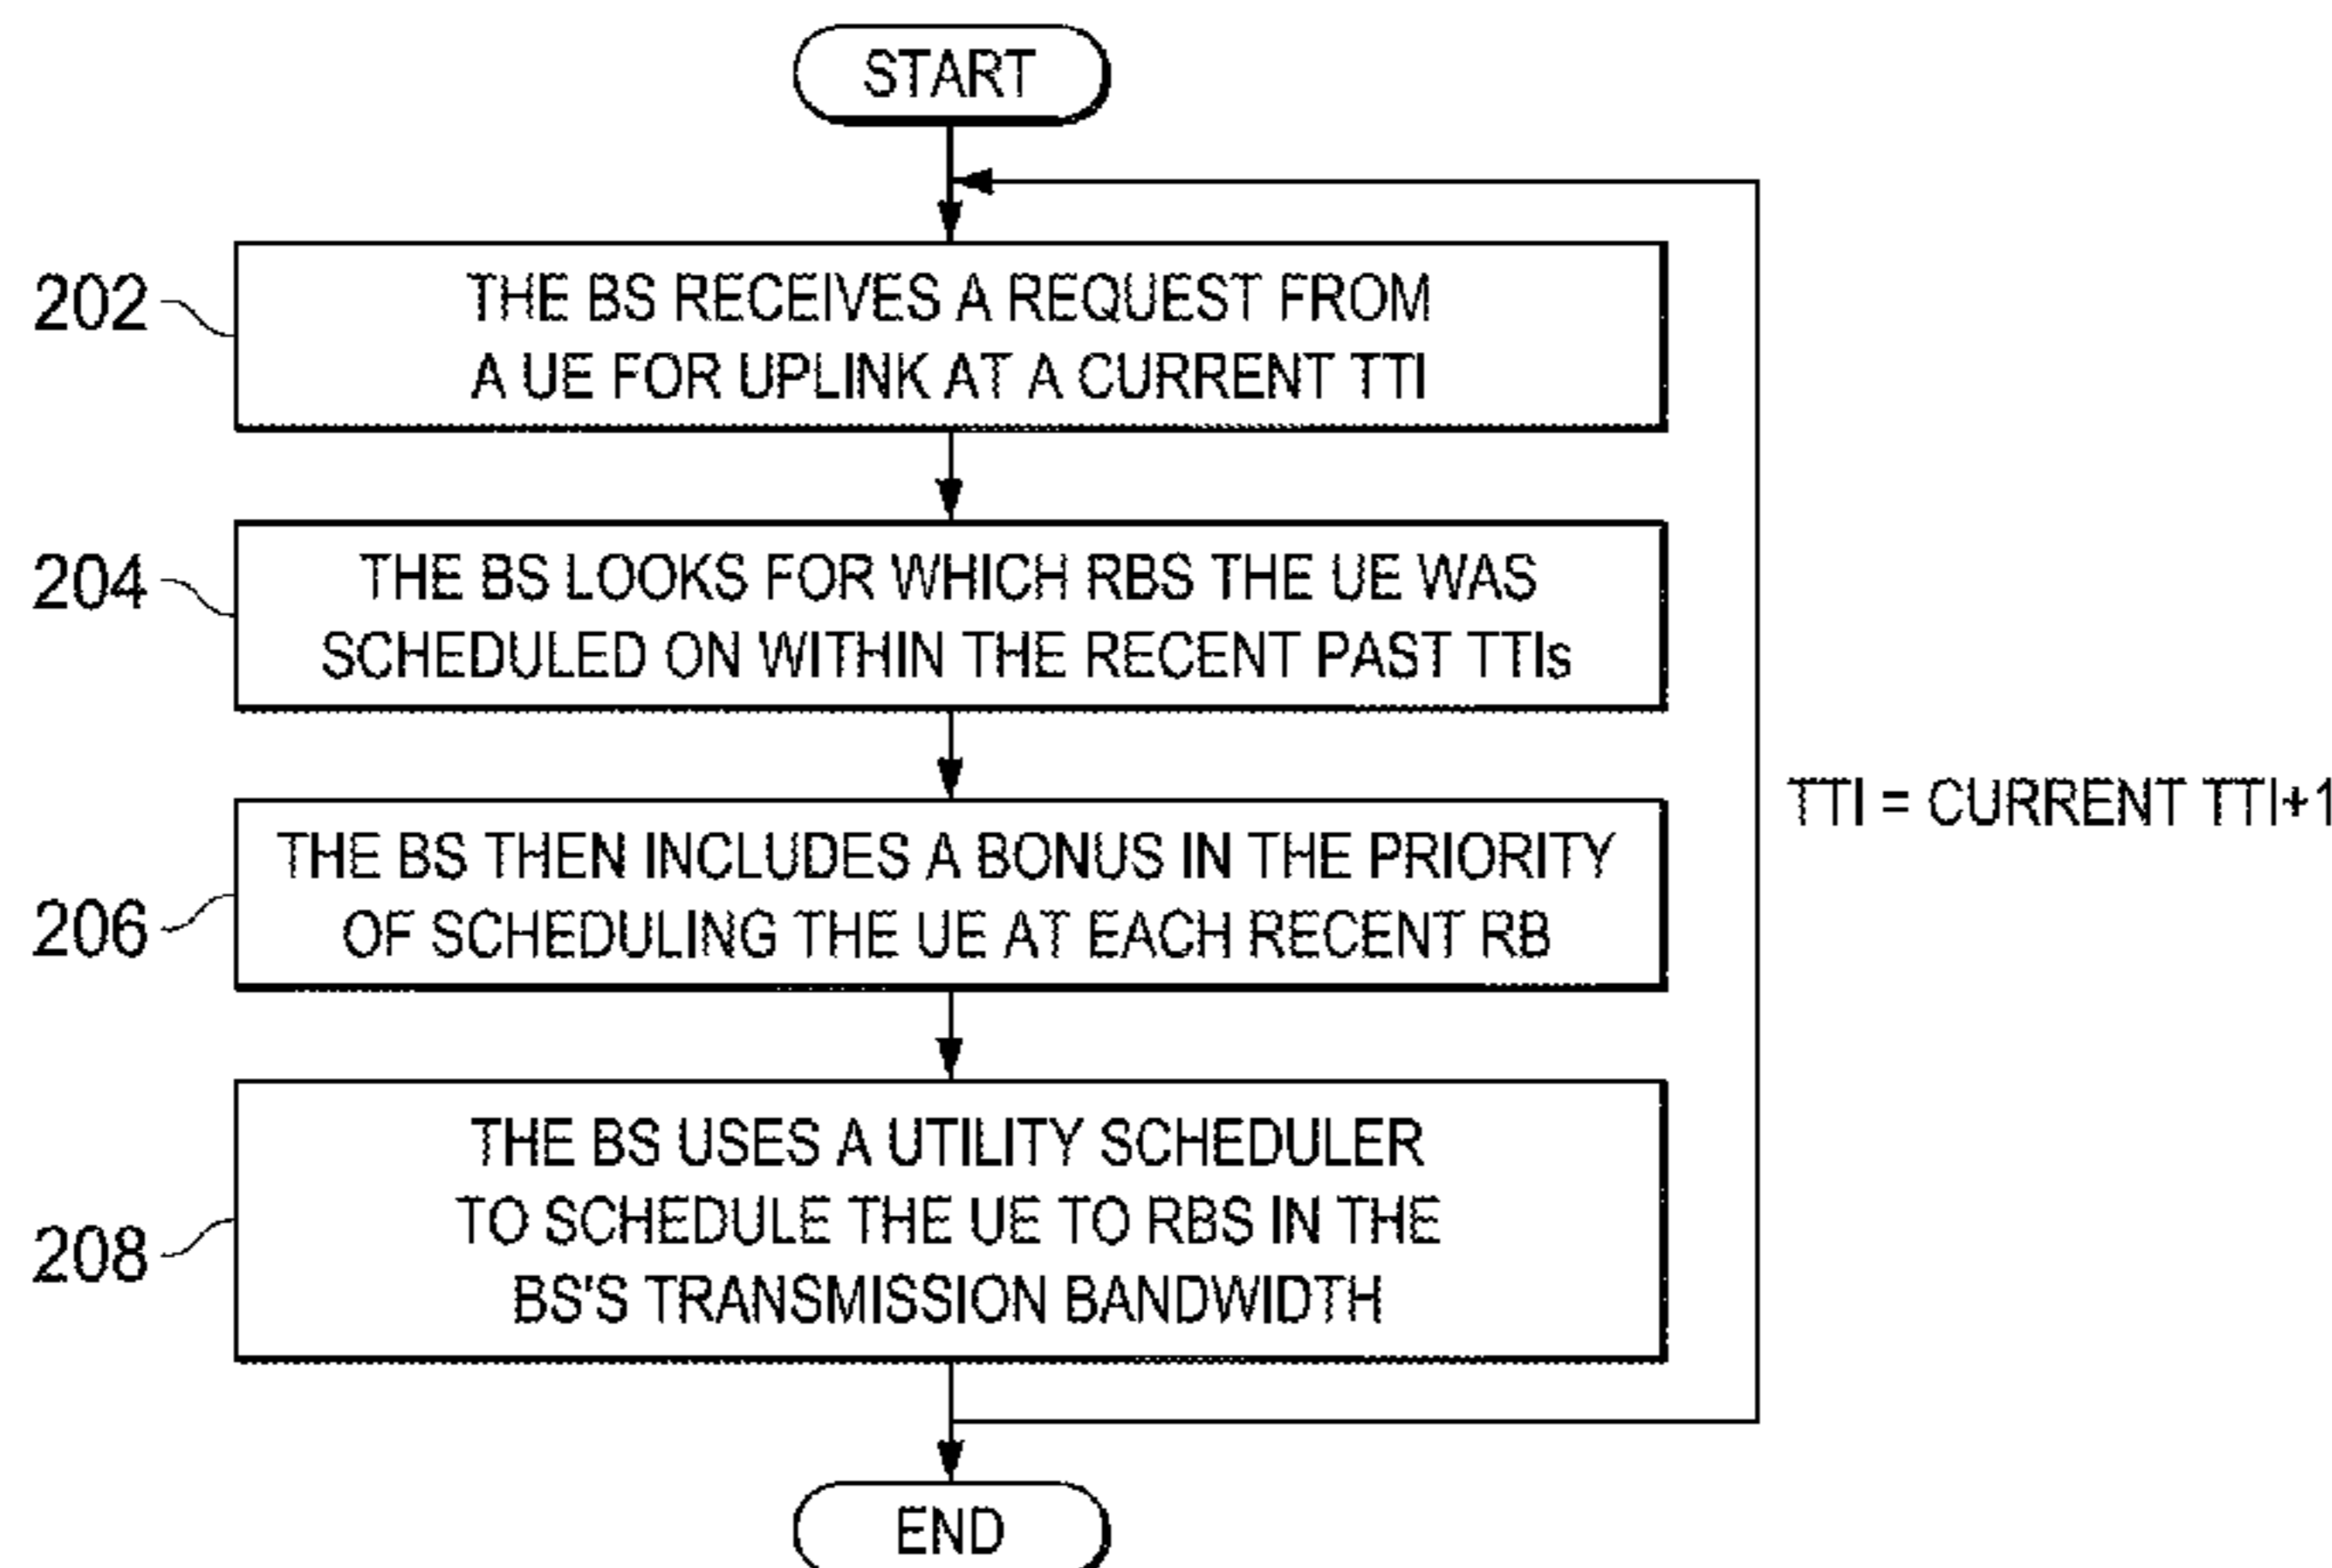 START
202
THE BS RECEIVES A REQUEST FROM
A UE FOR UPLINK AT A CURRENT TTI
204
THE BS LOOKS FOR WHICH RBS THE UE WAS
SCHEDULED ON WITHIN THE RECENT PAST TTIs
TTI = CURRENT TTI+1
206
THE BS THEN INCLUDES A BONUS IN THE PRIORITY
OF SCHEDULING THE UE AT EACH RECENT RB
208
THE BS USES A UTILITY SCHEDULER
TO SCHEDULE THE UE TO RBS IN THE
BS'S TRANSMISSION BANDWIDTH
END